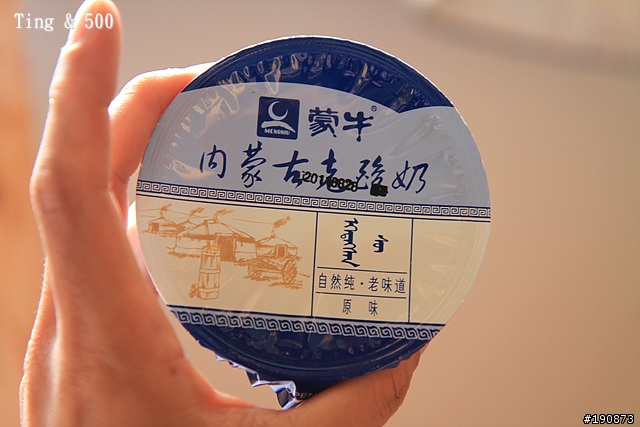 Ting & 500
MENGNIU
蒙牛®
内蒙古老酸奶
自然纯·老味道
原味
#190873